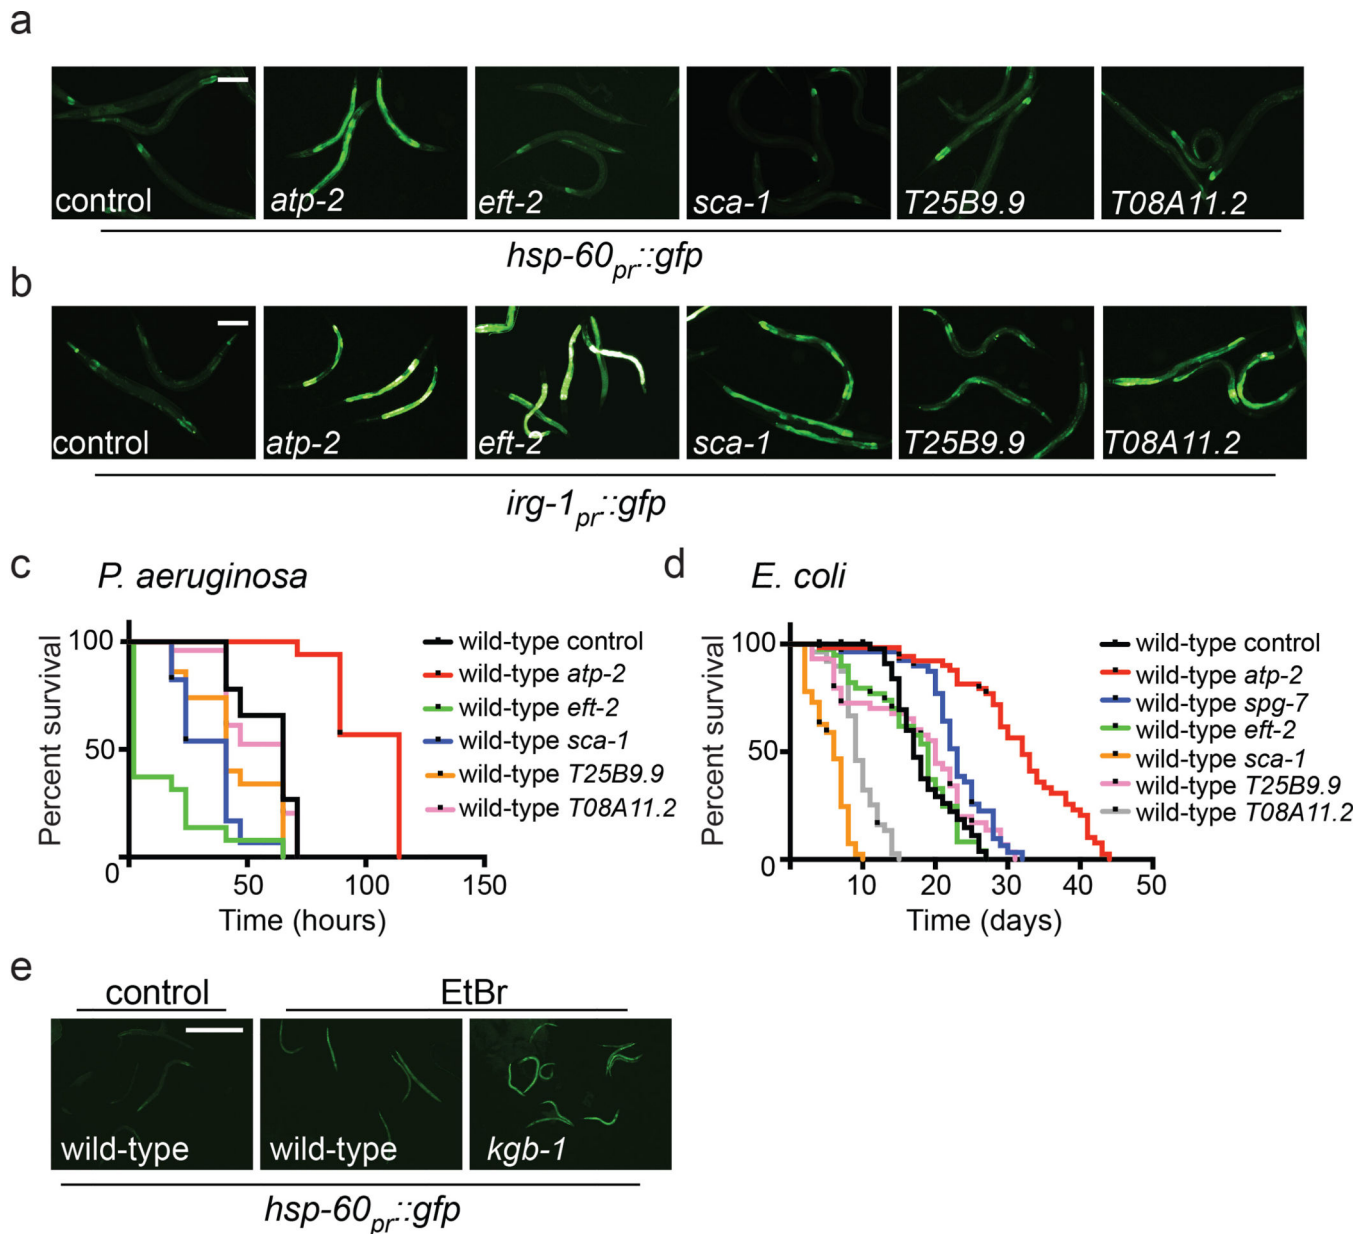 a
control
atp-2
eft-2
sca-1
T25B9.9
T08A11.2
hsp-60pr::gfp
b
control
atp-2
eft-2
sca-1
T25B9.9
T08A11.2
irg-1pr::gfp
c
P. aeruginosa
Percent survival
100
50
0
50
100
150
Time (hours)
wild-type control
wild-type atp-2
wild-type eft-2
wild-type sca-1
wild-type T25B9.9
wild-type T08A11.2
d
E. coli
Percent survival
100
50
0
10
20
30
40
50
Time (days)
wild-type control
wild-type atp-2
wild-type spg-7
wild-type eft-2
wild-type sca-1
wild-type T25B9.9
wild-type T08A11.2
e
control
EtBr
wild-type
wild-type
kgb-1
hsp-60pr::gfp